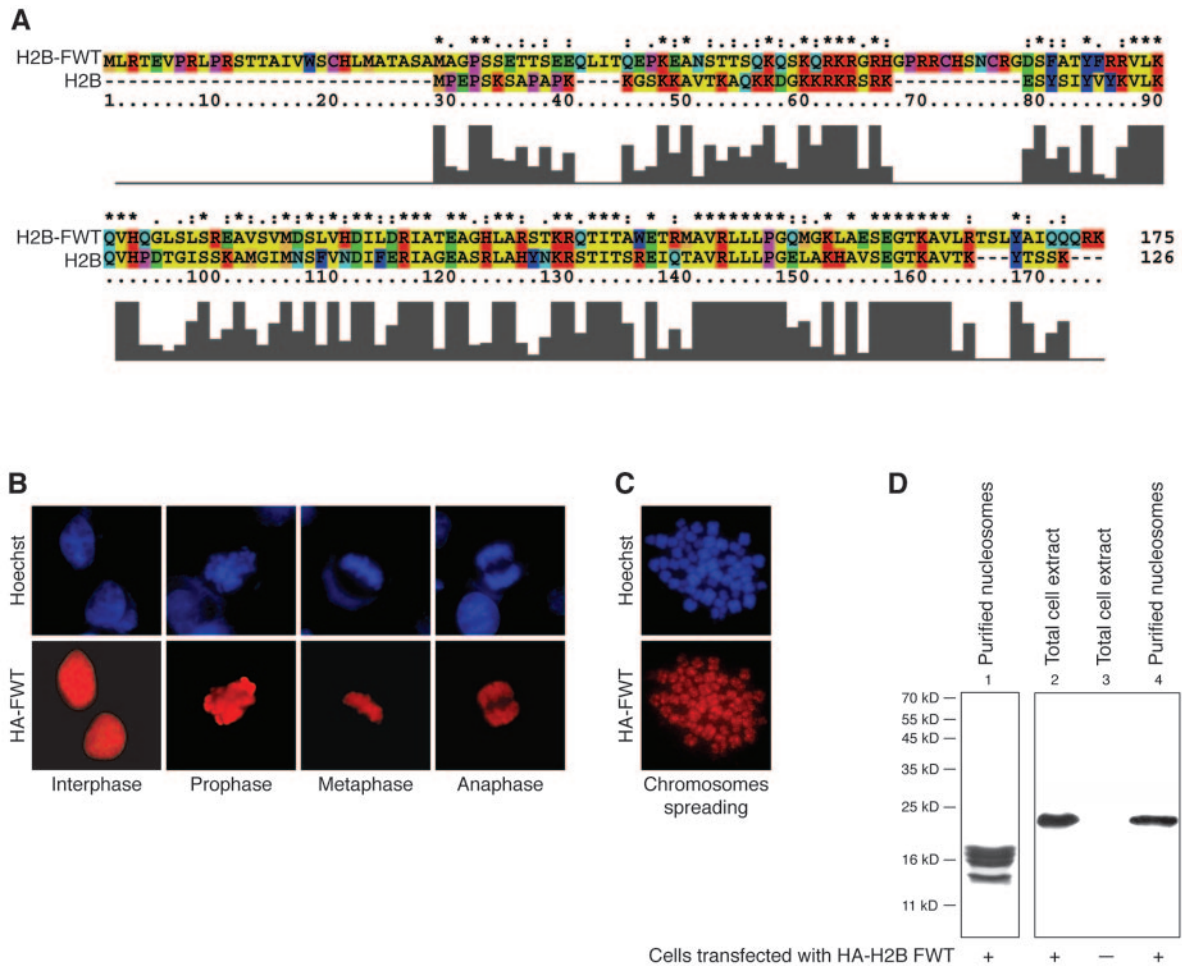 A
*. **..:.:.: :..*:*.:.::.*:.:***:**: :.:*:. .:****
H2B-FWT MLRTEVPRLPRSTTAIVWSCHLMATASAMAGPSSETTSEEQLITQEPKEANSTTSQKQSKQRKRGRHGPRRCHSNCRGDSFATYFRRVLK
H2B ----------------------------MPEPSKSAPAPK----KGSKKAVTKAQKKDGKKRKRSRK-----------ESYSIYVYKVLK
1.......10........20........30........40........50........60........70........80........90
H2B-FWT QVHQGLSLSREAVSVMDSLVHDILDRIATEAGHLARSTKRQTITAWETRMAVRLLLPGQMGKLAESEGTKAVLRTSLYAIQQQRK 175
H2B QVHPDTGISSKAMGIMNSFVNDIFERIAGEASRLAHYNKRSTITSREIQTAVRLLLPGELAKHAVSEGTKAVTK---YTSSK---- 126
........100.......110.......120.......130.......140.......150.......160.......170.......
B
C
D
Hoechst
HA-FWT
Interphase
Prophase
Metaphase
Anaphase
Hoechst
HA-FWT
Chromosomes
spreading
Purified nucleosomes
Total cell extract
Total cell extract
Purified nucleosomes
1 2 3 4
70 kD
55 kD
45 kD
35 kD
25 kD
16 kD
11 kD
Cells transfected with HA-H2B FWT + + — +